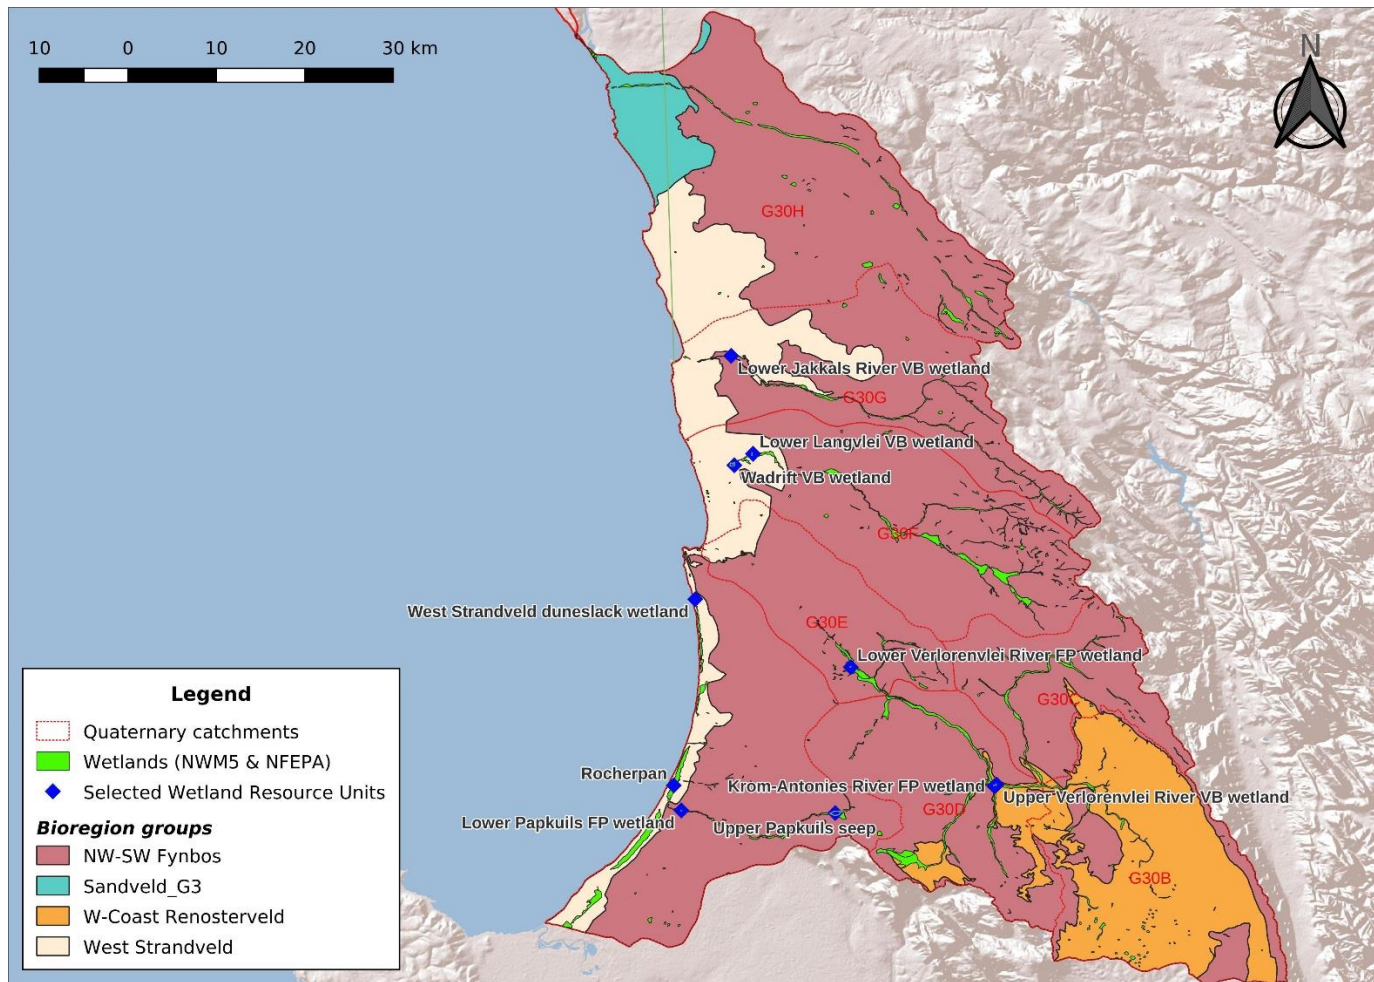 10 0 10 20 30 km
N
G30H
Lower Jakkals River VB wetland
G30G
Lower Langvlei VB wetland
Wadrift VB wetland
G30F
West Strandveld duneslack wetland
G30E
Lower Verlorenvlei River FP wetland
G30C
Rocherpan
Krom-Antonies River FP wetland
Upper Verlorenvlei River VB wetland
Lower Papkuils FP wetland
Upper Papkuils seep
G30D
G30B
Legend
Quaternary catchments
Wetlands (NWM5 & NFEPA)
Selected Wetland Resource Units
Bioregion groups
NW-SW Fynbos
Sandveld_G3
W-Coast Renosterveld
West Strandveld